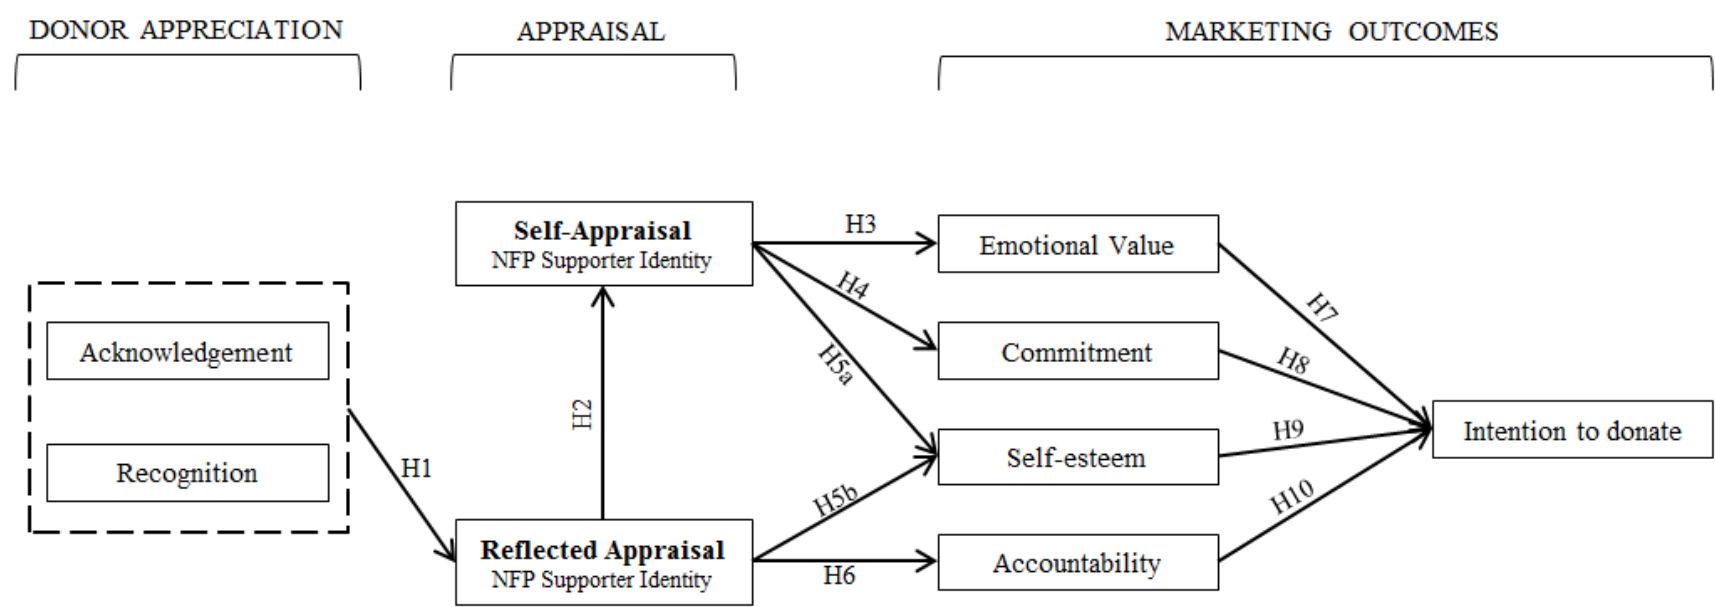 DONOR APPRECIATION
APPRAISAL
MARKETING OUTCOMES
Acknowledgement
Recognition
H1
Self-Appraisal
NFP Supporter Identity
H2
Reflected Appraisal
NFP Supporter Identity
H3
H4
H5a
H5b
H6
Emotional Value
Commitment
Self-esteem
Accountability
H7
H8
H9
H10
Intention to donate